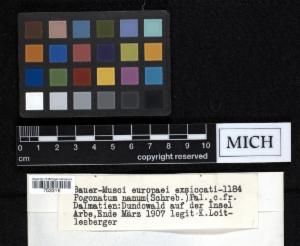 0 1 2 3 4 5 6 7 8 9 10
cm
copyright reserved
MICH
Bauer-Musci europaei exsiccati-1184
Pogonatum nanum(Schreb.)Pal. c.fr.
Dalmatien:Dundowald auf der Insel
Arbe,Ende März 1907 legit K.Loit-
lesberger